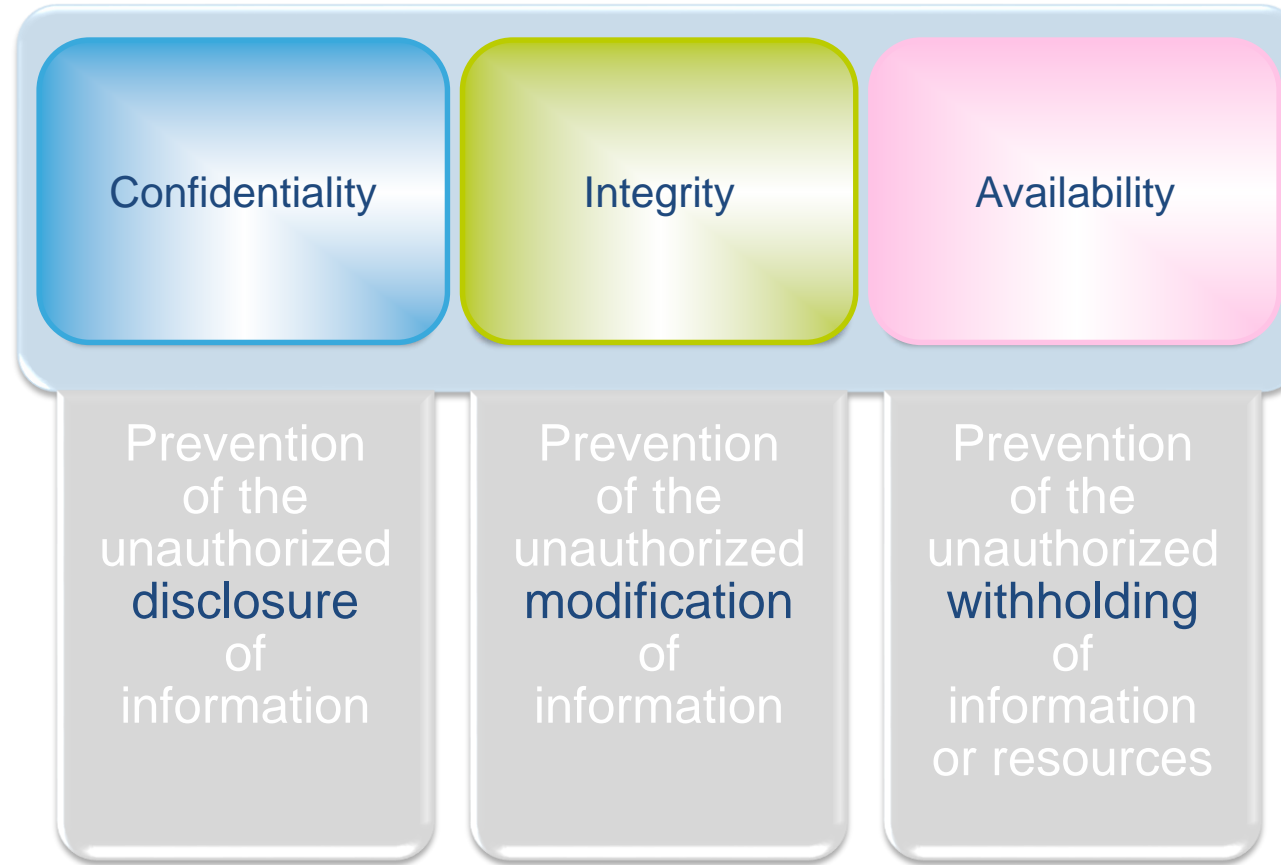 Confidentiality
Integrity
Availability
Prevention
of the
unauthorized
disclosure
of
information
Prevention
of the
unauthorized
modification
of
information
Prevention
of the
unauthorized
withholding
of
information
or resources